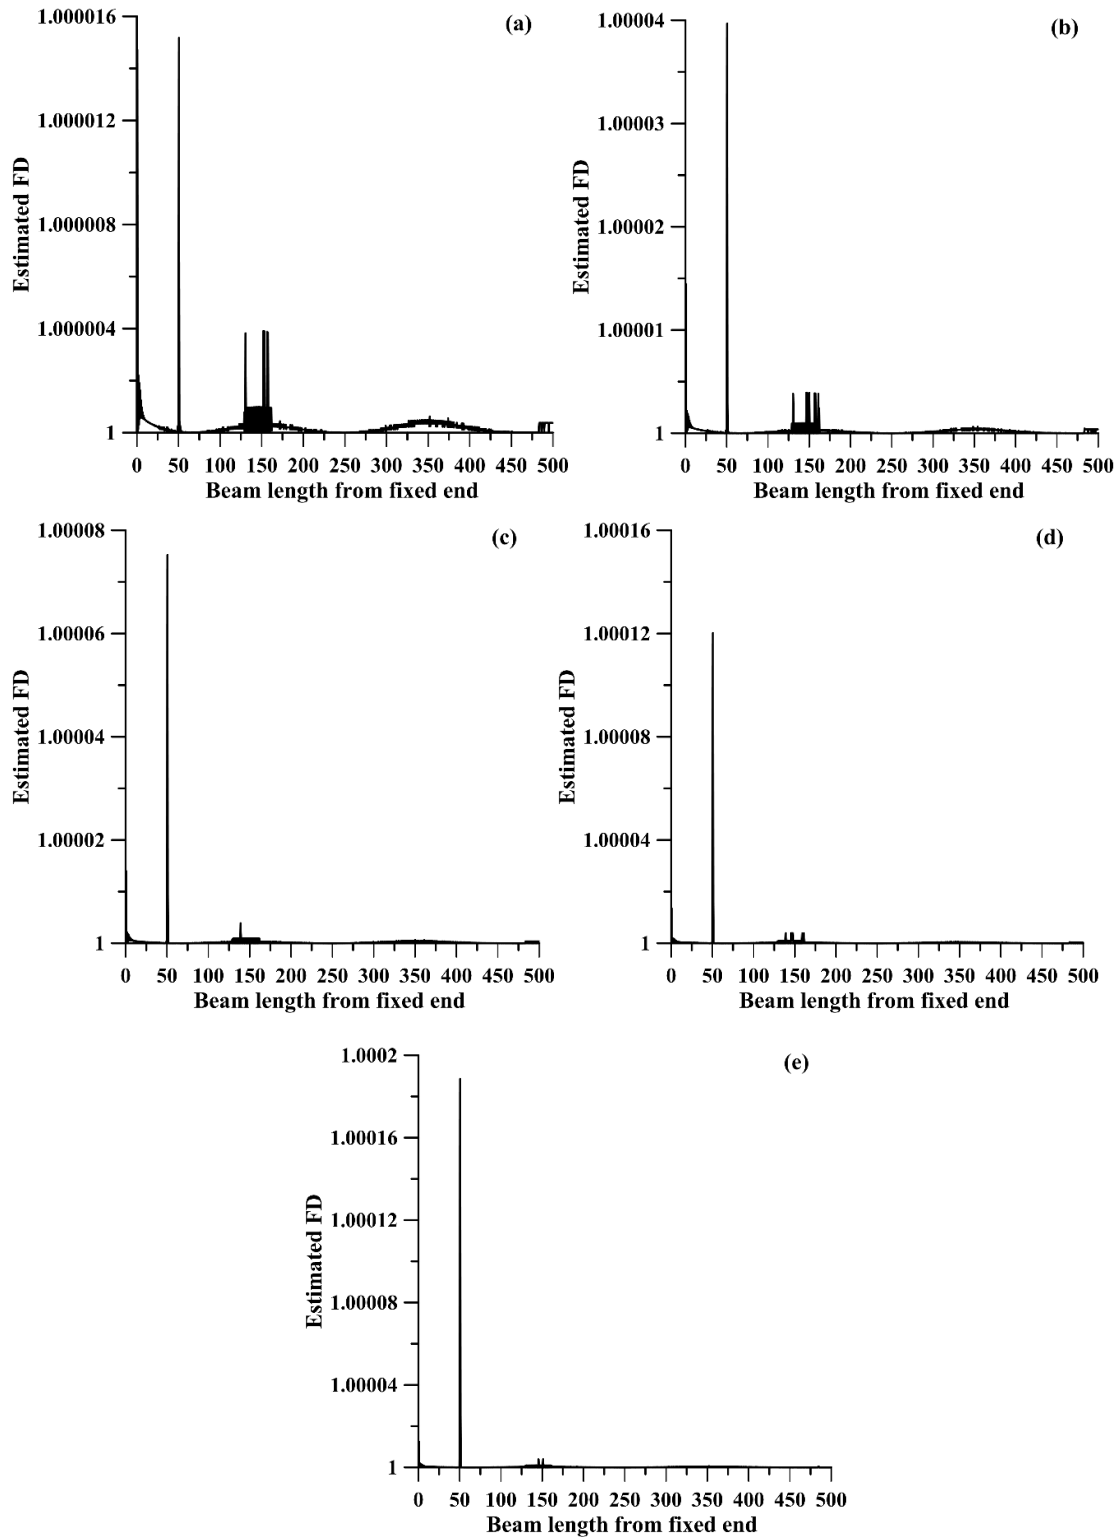 (a)
1.000016
1.000012
1.000008
1.000004
1
Estimated FD
0 50 100 150 200 250 300 350 400 450 500
Beam length from fixed end
(b)
1.00004
1.00003
1.00002
1.00001
1
Estimated FD
0 50 100 150 200 250 300 350 400 450 500
Beam length from fixed end
(c)
1.00008
1.00006
1.00004
1.00002
1
Estimated FD
0 50 100 150 200 250 300 350 400 450 500
Beam length from fixed end
(d)
1.00016
1.00012
1.00008
1.00004
1
Estimated FD
0 50 100 150 200 250 300 350 400 450 500
Beam length from fixed end
(e)
1.0002
1.00016
1.00012
1.00008
1.00004
1
Estimated FD
0 50 100 150 200 250 300 350 400 450 500
Beam length from fixed end